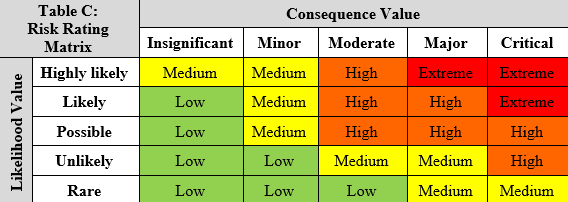 Table C:
Risk Rating
Matrix
Consequence Value
Insignificant Minor Moderate Major Critical
Likelihood Value
Highly likely Medium Medium High Extreme Extreme
Likely Low Medium High High Extreme
Possible Low Medium High High High
Unlikely Low Low Medium Medium High
Rare Low Low Low Medium Medium